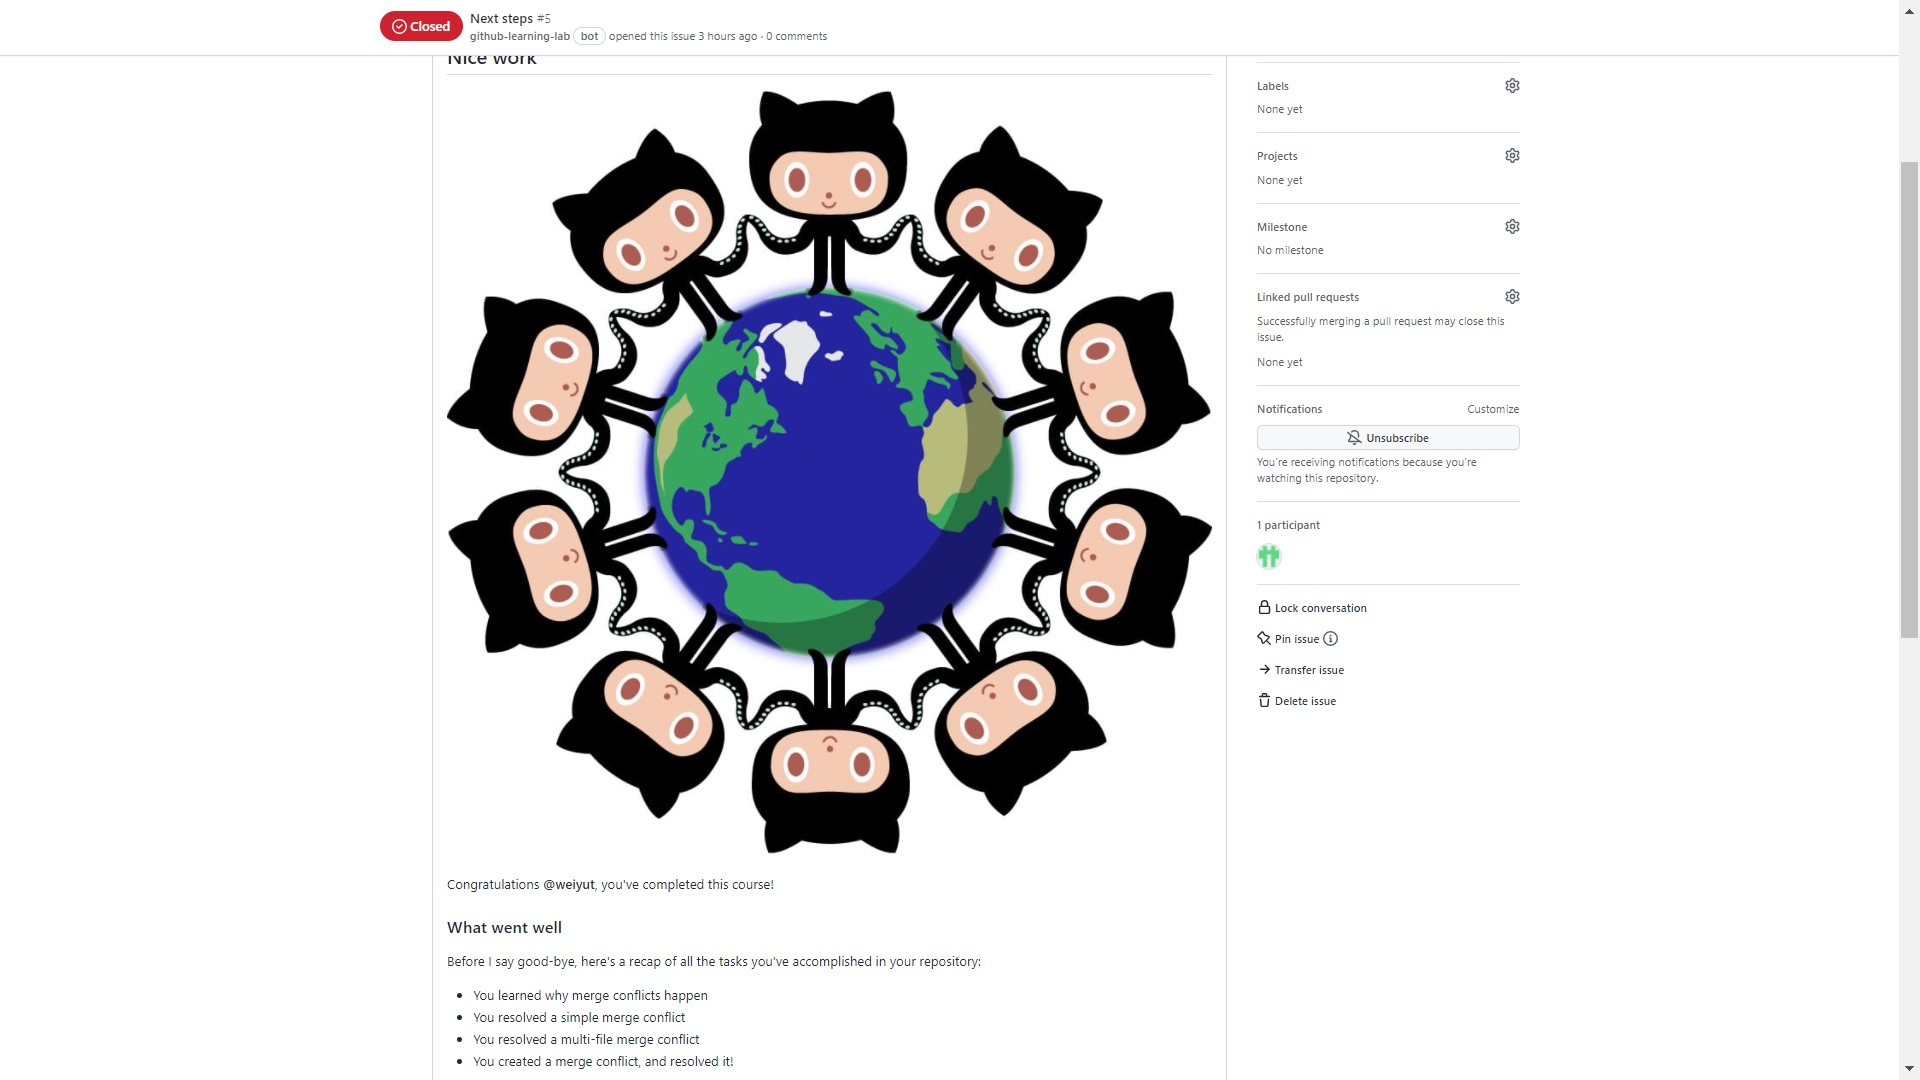 Closed
Next steps #5
github-learning-lab bot opened this issue 3 hours ago · 0 comments
Nice work
Congratulations @weiyut, you've completed this course!
What went well
Before I say good-bye, here's a recap of all the tasks you've accomplished in your repository:
• You learned why merge conflicts happen
• You resolved a simple merge conflict
• You resolved a multi-file merge conflict
• You created a merge conflict, and resolved it!
Labels
None yet
Projects
None yet
Milestone
No milestone
Linked pull requests
Successfully merging a pull request may close this
issue.
None yet
Notifications Customize
Unsubscribe
You're receiving notifications because you're
watching this repository.
1 participant
Lock conversation
Pin issue
Transfer issue
Delete issue